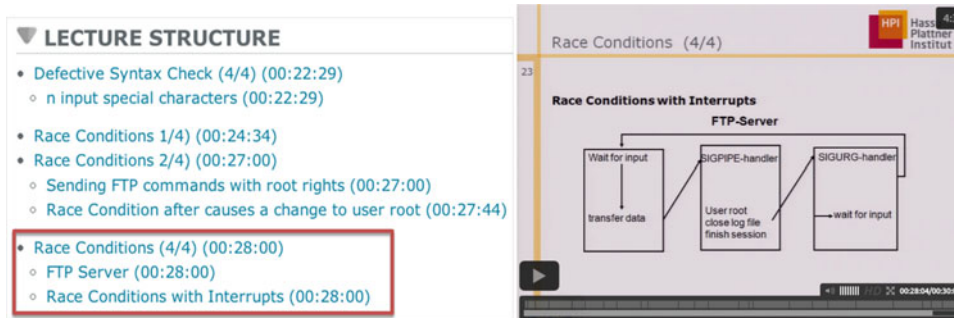 LECTURE STRUCTURE
Defective Syntax Check (4/4) (00:22:29)
n input special characters (00:22:29)
Race Conditions 1/4) (00:24:34)
Race Conditions 2/4) (00:27:00)
Sending FTP commands with root rights (00:27:00)
Race Condition after causes a change to user root (00:27:44)
Race Conditions (4/4) (00:28:00)
FTP Server (00:28:00)
Race Conditions with Interrupts (00:28:00)
Race Conditions (4/4)
HPI
Hass
Plattner
Institut
23
Race Conditions with Interrupts
FTP-Server
Wait for input
transfer data
SIGPIPE-handler
User root
close log file
finish session
SIGURG-handler
wait for input
HD